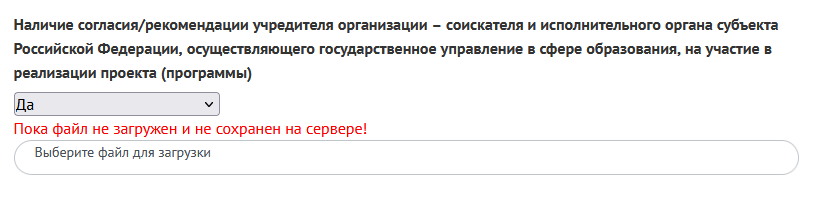 Наличие согласия/рекомендации учредителя организации – соискателя и исполнительного органа субъекта
Российской Федерации, осуществляющего государственное управление в сфере образования, на участие в
реализации проекта (программы)
Да
Пока файл не загружен и не сохранен на сервере!
Выберите файл для загрузки